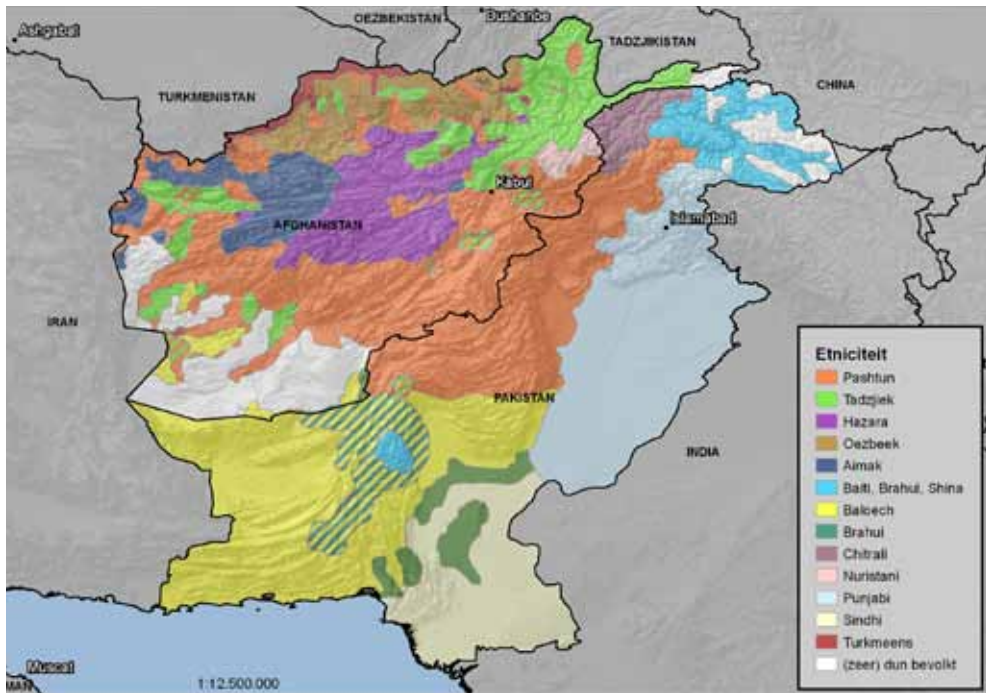 OEZBEKISTAN
Dushanbe
Ashgabat
TADZJIKISTAN
CHINA
TURKMENISTAN
Kabul
Islamabad
AFGHANISTAN
IRAN
PAKISTAN
INDIA
Muscat
1:12.500.000
Etniciteit
Pashtun
Tadzjiek
Hazara
Oezbeek
Aimak
Balti, Brahui, Shina
Baloech
Brahui
Chitrali
Nuristani
Punjabi
Sindhi
Turkmeens
(zeer) dun bevolkt